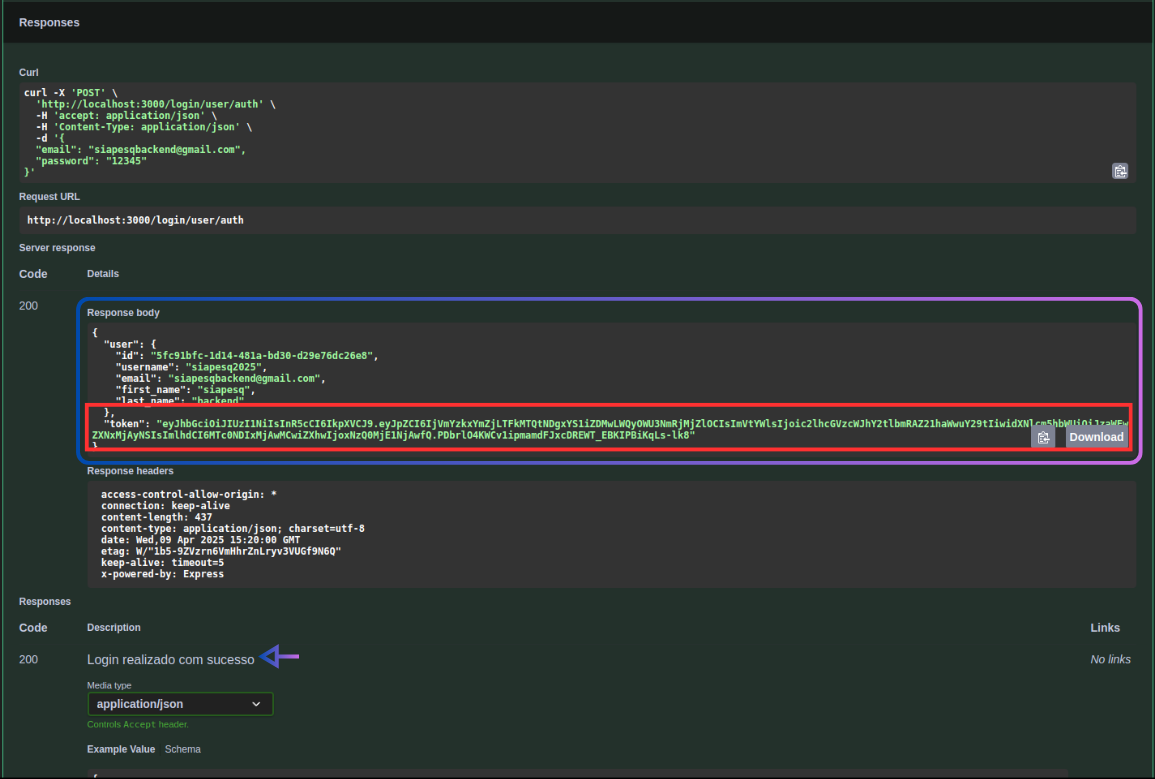 Responses
Curl
curl -X 'POST' \
'http://localhost:3000/login/user/auth' \
-H 'accept: application/json' \
-H 'Content-Type: application/json' \
-d '{
"email": "siapesqbackend@gmail.com",
"password": "12345"
}'
Request URL
http://localhost:3000/login/user/auth
Server response
Code Details
200
Response body
{
"user": {
"id": "5fc91bfc-1d14-481a-bd30-d29e76dc26e8",
"username": "siapesq2025",
"email": "siapesqbackend@gmail.com",
"first_name": "siapesq",
"last_name": "backend"
},
"token":
Download
}
Response headers
access-control-allow-origin: *
connection: keep-alive
content-length: 437
content-type: application/json; charset=utf-8
date: Wed,09 Apr 2025 15:20:00 GMT
etag: W/"1b5-9ZVzrn6VmHhrZnLryv3VUGf9N6Q"
keep-alive: timeout=5
x-powered-by: Express
Responses
Code Description Links
200 Login realizado com sucesso No links
Media type
application/json
Controls Accept header.
Example Value Schema
{